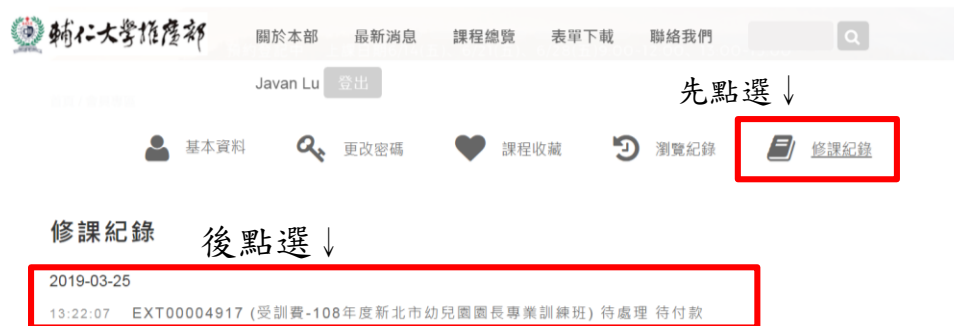 輔仁大學推廣部 關於本部 最新消息 課程總覽 表單下載 聯絡我們
Javan Lu 登出
先點選↓
基本資料 更改密碼 課程收藏 瀏覽紀錄 修課紀錄
修課紀錄
後點選↓
2019-03-25
13:22:07 EXT00004917 (受訓費-108年度新北市幼兒園園長專業訓練班) 待處理 待付款